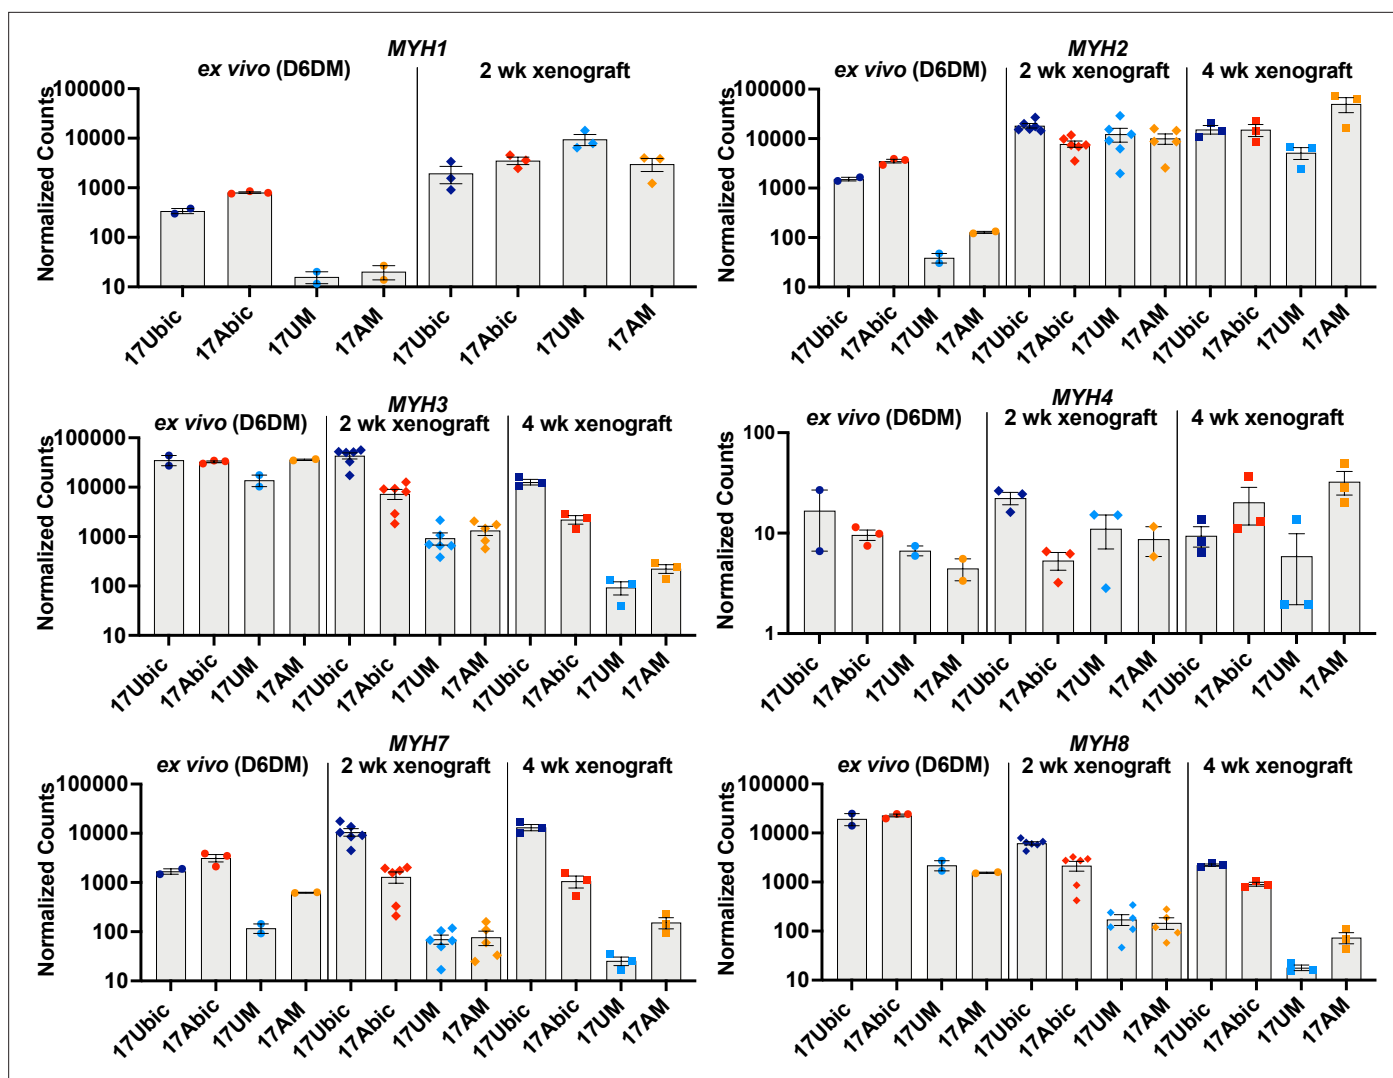 MYH1
ex vivo (D6DM) 2 wk xenograft
Normalized Counts
100000
10000
1000
100
10
17Ubic 17Abic 17UM 17AM 17Ubic 17Abic 17UM 17AM
MYH2
ex vivo (D6DM) 2 wk xenograft 4 wk xenograft
Normalized Counts
100000
10000
1000
100
10
17Ubic 17Abic 17UM 17AM 17Ubic 17Abic 17UM 17AM 17Ubic 17Abic 17UM 17AM
MYH3
ex vivo (D6DM) 2 wk xenograft 4 wk xenograft
Normalized Counts
100000
10000
1000
100
10
17Ubic 17Abic 17UM 17AM 17Ubic 17Abic 17UM 17AM 17Ubic 17Abic 17UM 17AM
MYH4
ex vivo (D6DM) 2 wk xenograft 4 wk xenograft
Normalized Counts
100
10
1
17Ubic 17Abic 17UM 17AM 17Ubic 17Abic 17UM 17AM 17Ubic 17Abic 17UM 17AM
MYH7
ex vivo (D6DM) 2 wk xenograft 4 wk xenograft
Normalized Counts
100000
10000
1000
100
10
17Ubic 17Abic 17UM 17AM 17Ubic 17Abic 17UM 17AM 17Ubic 17Abic 17UM 17AM
MYH8
ex vivo (D6DM) 2 wk xenograft 4 wk xenograft
Normalized Counts
100000
10000
1000
100
10
17Ubic 17Abic 17UM 17AM 17Ubic 17Abic 17UM 17AM 17Ubic 17Abic 17UM 17AM